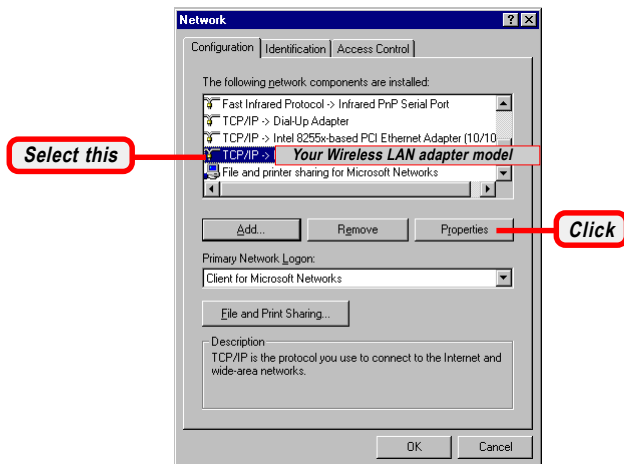 Network
Configuration Identification Access Control
The following network components are installed:
Fast Infrared Protocol -> Infrared PnP Serial Port
TCP/IP -> Dial-Up Adapter
TCP/IP -> Intel 8255x-based PCI Ethernet Adapter (10/10
Select this
TCP/IP -> Your Wireless LAN adapter model
File and printer sharing for Microsoft Networks
Add... Remove Properties
Click
Primary Network Logon:
Client for Microsoft Networks
File and Print Sharing...
Description
TCP/IP is the protocol you use to connect to the Internet and
wide-area networks.
OK Cancel